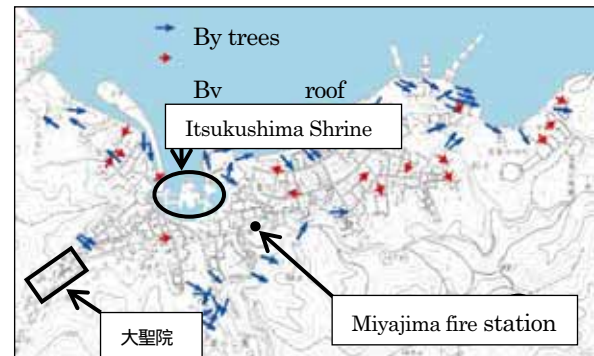 By trees
By roof
Itsukushima Shrine
大聖院
Miyajima fire station